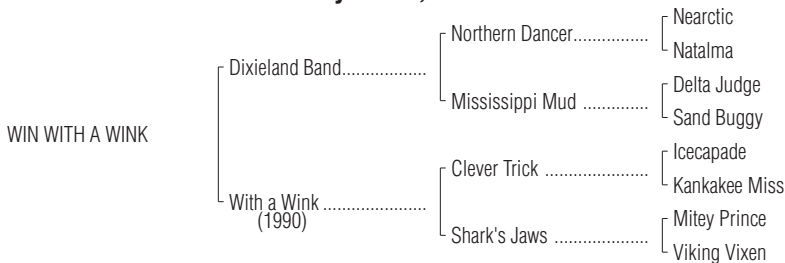 Nearctic
Northern Dancer................
Natalma
Dixieland Band..................
Delta Judge
Mississippi Mud ..............
Sand Buggy
WIN WITH A WINK
Icecapade
Clever Trick ......................
Kankakee Miss
With a Wink ......................
(1990)
Mitey Prince
Shark's Jaws ....................
Viking Vixen